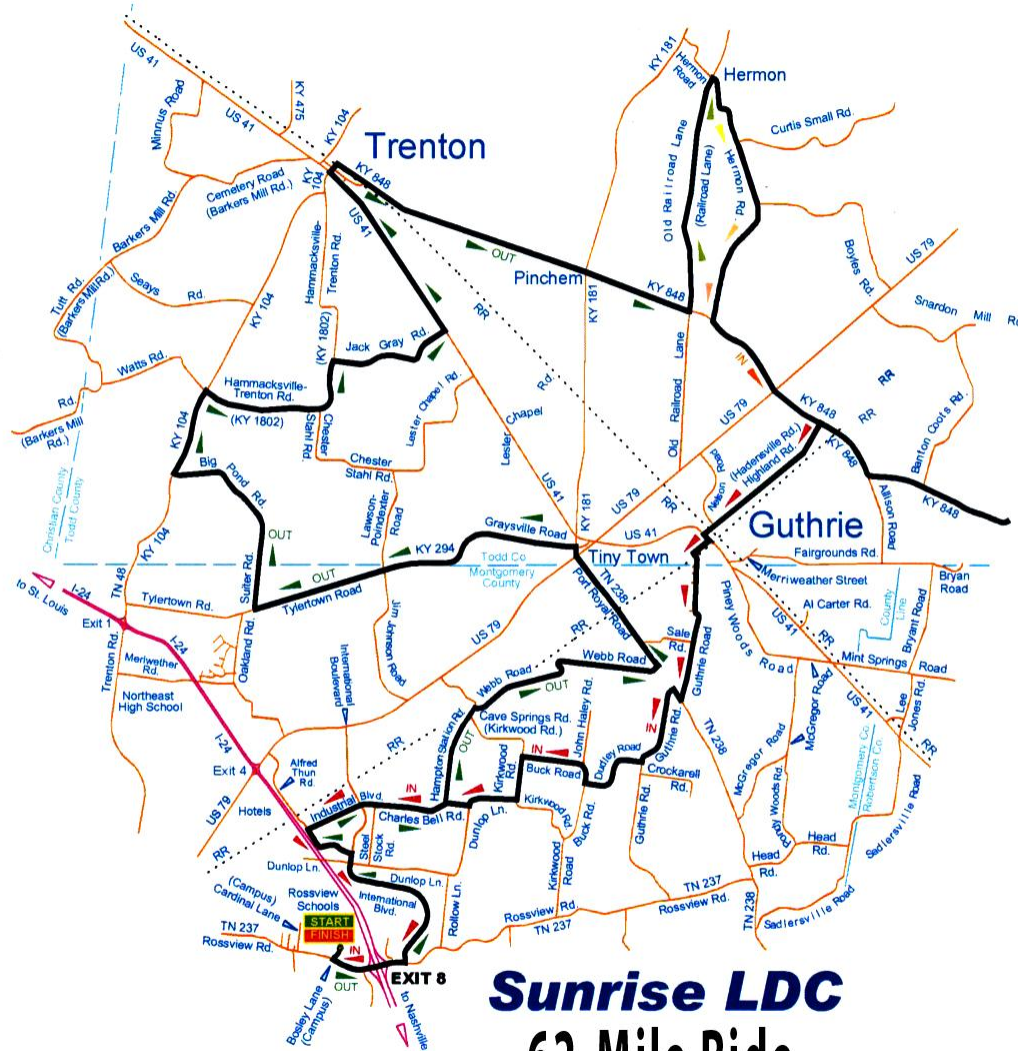 US 41
Minnus Road
US 41
KY 475
KY 104
Trenton
KY 181
Hermon
Road
Hermon
Curtis Small Rd.
Cemetery Road
(Barkers Mill Rd.)
KY
104
KY 848
US 41
Old Railroad Lane
(Railroad Lane)
Hermon Rd.
Barkers Mill Rd.
Tutt Rd.
(Barkers Mill Rd.)
Seays
Rd.
KY 104
Hammacksville-
Trenton Rd.
(KY 1802)
OUT
Pinchem
KY 181
KY 848
Boyles
Rd.
US 79
Snardon Mill R
RR
Rd.
Jack Gray Rd.
Watts Rd.
Hammacksville-
Trenton Rd.
(KY 1802)
Lester Chapel Rd.
Lester Chapel
Old Railroad Lane
IN
US 79
KY 848
RR
RR
Rd.
(Barkers Mill
Rd.)
KY 104
Big Pond Rd.
Chester
Stahl Rd.
Chester
Stahl Rd.
US 41
KY 181
US 79
RR
Nelson Road
(Hadensville Rd.)
Highland Rd.
KY 848
Banton Coots Rd.
Allison Road
KY 848
Christian County
Todd County
KY 104
OUT
Lawson-
Poindexter
Road
Graysville Road
KY 294
US 41
Guthrie
Tiny Town
Fairgrounds Rd.
Merriweather Street
Bryan
Road
Todd Co
Montgomery
County
to St. Louis
I-24
TN 48
Exit 1
Tylertown Rd.
Suiter Rd.
OUT
Tylertown Road
TN 238
Port Royal Road
RR
Al Carter Rd.
County
Line
Bryant Road
US 41
RR
Piney Woods Road
Mint Springs Road
I-24
Trenton Rd.
Meriwether
Rd.
Oakland Rd.
Jim Johnson Road
US 79
RR
Sale
Rd.
Guthrie Road
Webb Road
Webb Road
OUT
Northeast
High School
International
Boulevard
McGregor Road
US 41
Lee
Jones Rd.
RR
I-24
Exit 4
RR
Hampton Station Rd.
OUT
Cave Springs Rd.
(Kirkwood Rd.)
John Haley Rd.
IN
Guthrie Rd.
TN 238
McGregor Road
Montgomery Co.
Robertson Co.
IN
Buck Road
Dunley Road
Kirkwood
Rd.
Crockarell
Rd.
Alfred
Thun
Rd.
US 79
Hotels
Industrial Blvd.
IN
Charles Bell Rd.
Dunlop Ln.
Kirkwood Rd.
Buck Rd.
Guthrie Rd.
Pondy Woods Rd.
Sadlersville Road
RR
Steel
Stock
Rd.
Head
Rd.
Head
Rd.
Dunlop Ln.
Dunlop Ln.
Kirkwood
Road
(Campus)
Cardinal Lane
Rossview
Schools
START
FINISH
International
Blvd.
Rollow Ln.
TN 237
Rossview Rd.
TN 238
Sadlersville Road
TN 237
Rossview Rd.
Rossview Rd.
TN 237
IN
OUT
EXIT 8
Bosley Lane
(Campus)
to Nashville
Sunrise LDC
62 Mile Ride